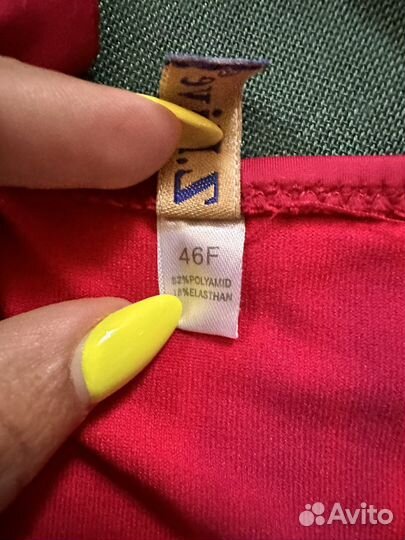 46F
82%POLYAMID
18%ELASTHAN
Avito